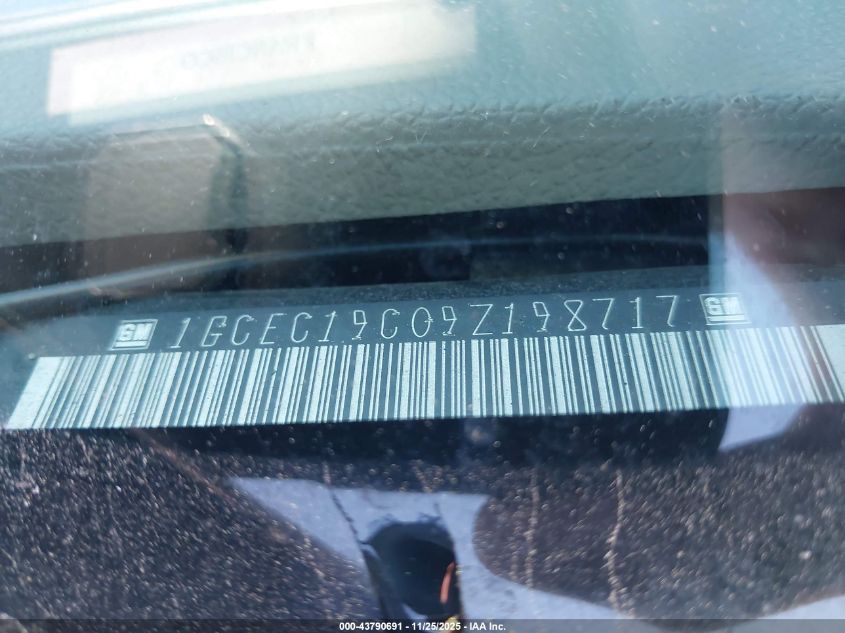 GM 1GCEC19C09Z198717 GM
000-43790691 - 11/25/2025 - IAA Inc.